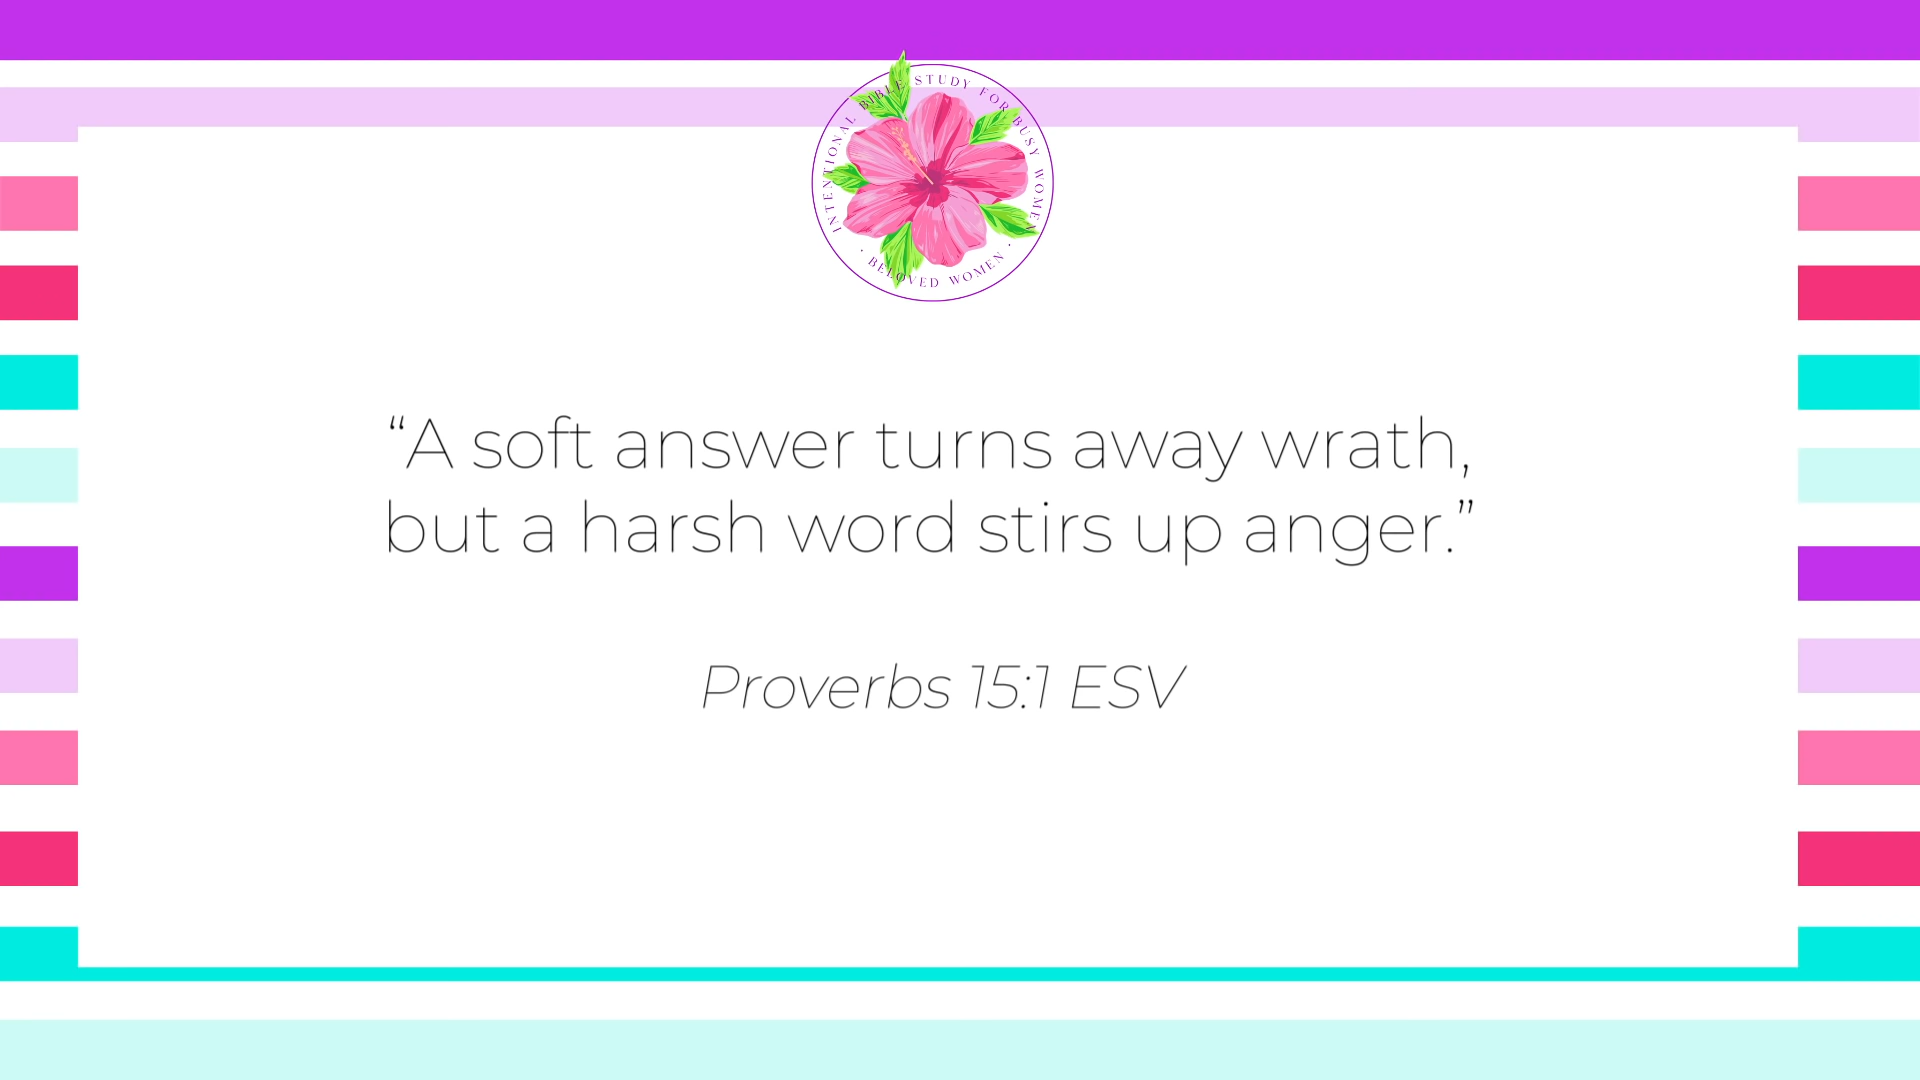 INTENTIONAL BIBLE STUDY FOR BUSY WOMEN
· BELOVED WOMEN ·
“A soft answer turns away wrath,
but a harsh word stirs up anger.”
Proverbs 15:1 ESV